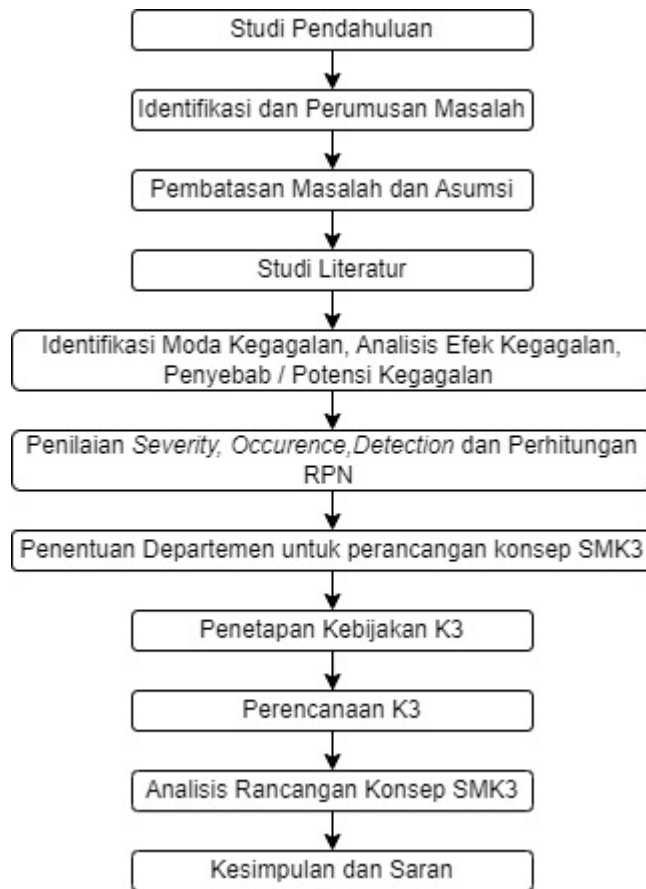 Studi Pendahuluan
Identifikasi dan Perumusan Masalah
Pembatasan Masalah dan Asumsi
Studi Literatur
Identifikasi Moda Kegagalan, Analisis Efek Kegagalan,
Penyebab / Potensi Kegagalan
Penilaian Severity, Occurence,Detection dan Perhitungan
RPN
Penentuan Departemen untuk perancangan konsep SMK3
Penetapan Kebijakan K3
Perencanaan K3
Analisis Rancangan Konsep SMK3
Kesimpulan dan Saran